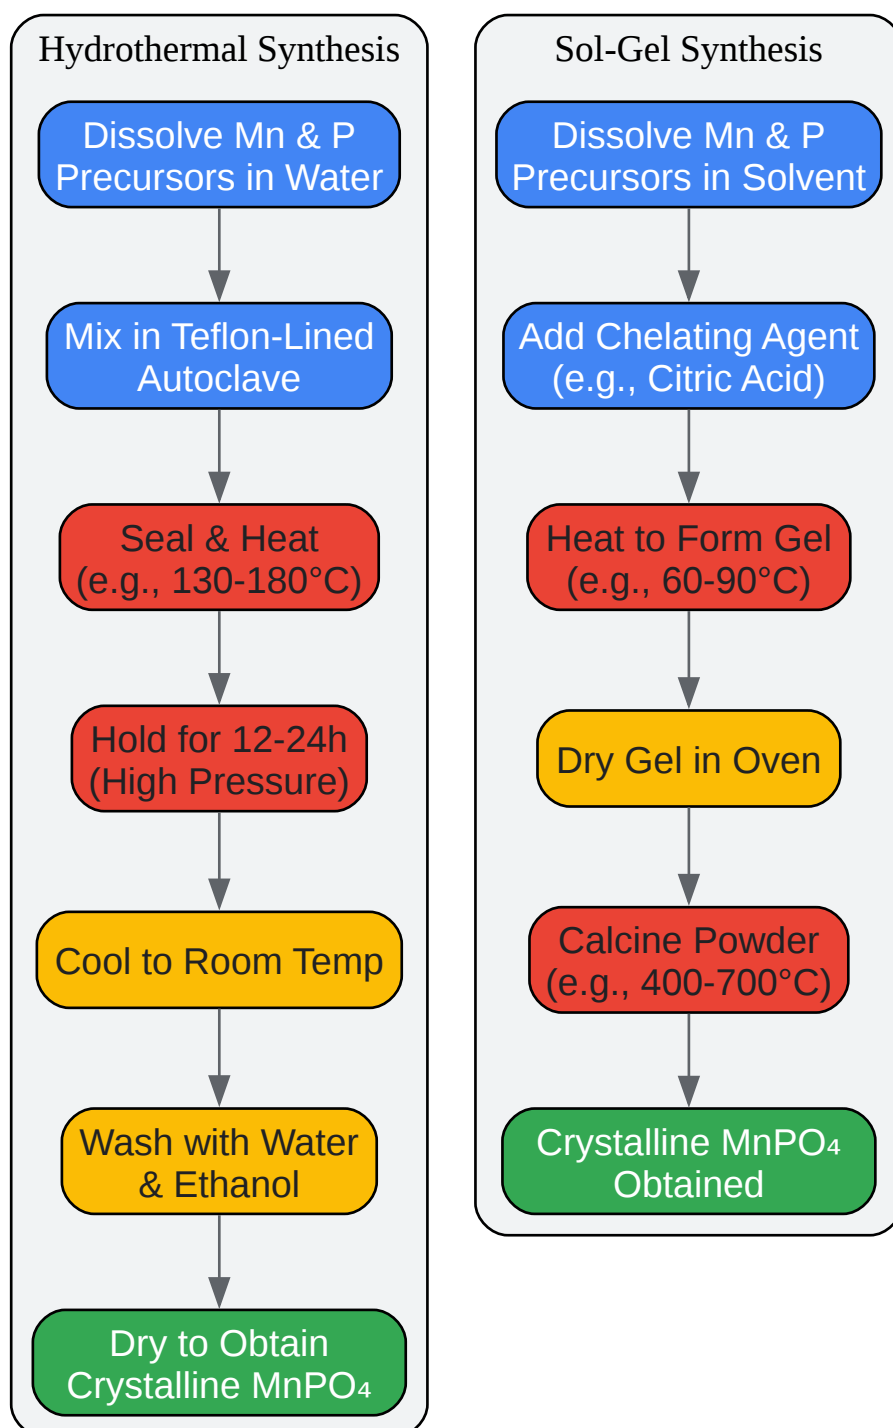 Hydrothermal Synthesis
Dissolve Mn & P
Precursors in Water
Mix in Teflon-Lined
Autoclave
Seal & Heat
(e.g., 130-180°C)
Hold for 12-24h
(High Pressure)
Cool to Room Temp
Wash with Water
& Ethanol
Dry to Obtain
Crystalline MnPO₄
Sol-Gel Synthesis
Dissolve Mn & P
Precursors in Solvent
Add Chelating Agent
(e.g., Citric Acid)
Heat to Form Gel
(e.g., 60-90°C)
Dry Gel in Oven
Calcine Powder
(e.g., 400-700°C)
Crystalline MnPO₄
Obtained